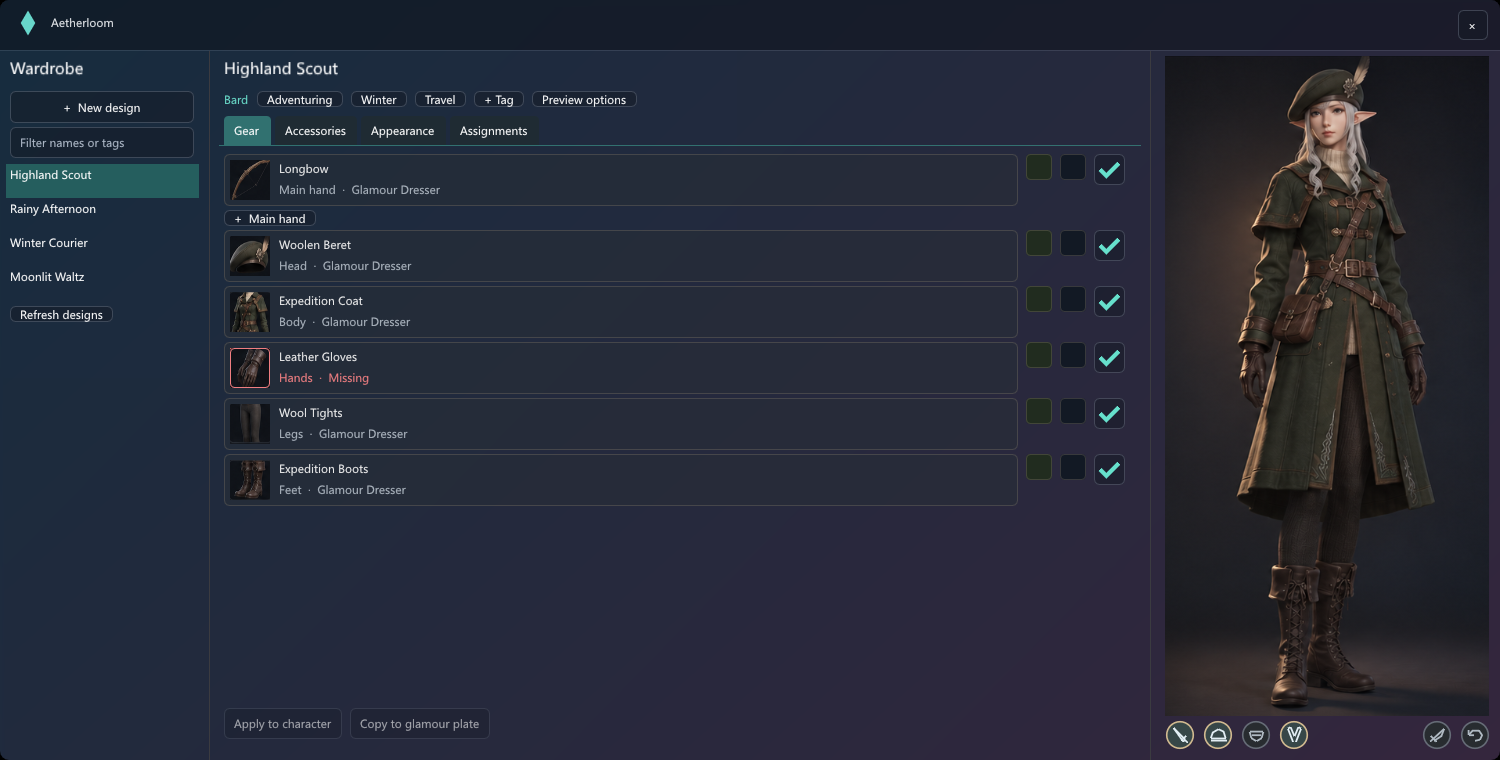 Aetherloom
×
Wardrobe
+ New design
Filter names or tags
Highland Scout
Rainy Afternoon
Winter Courier
Moonlit Waltz
Refresh designs
Highland Scout
Bard Adventuring Winter Travel + Tag Preview options
Gear Accessories Appearance Assignments
Longbow
Main hand · Glamour Dresser
+ Main hand
Woolen Beret
Head · Glamour Dresser
Expedition Coat
Body · Glamour Dresser
Leather Gloves
Hands · Missing
Wool Tights
Legs · Glamour Dresser
Expedition Boots
Feet · Glamour Dresser
Apply to character Copy to glamour plate